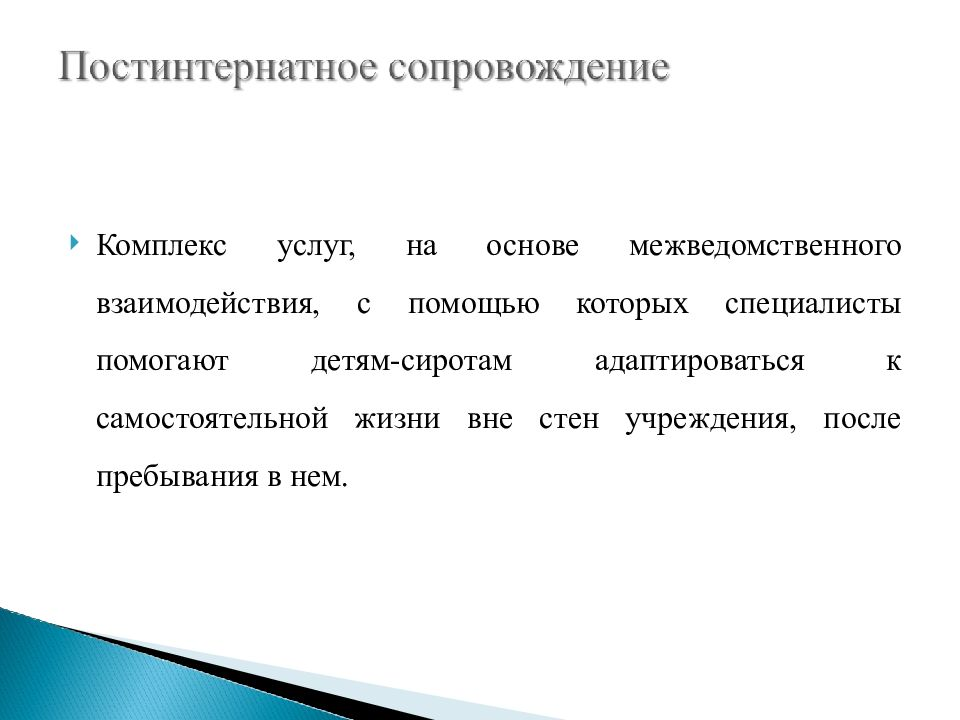 Постинтернатное сопровождение
Комплекс услуг, на основе межведомственного
взаимодействия, с помощью которых специалисты
помогают детям-сиротам адаптироваться к
самостоятельной жизни вне стен учреждения, после
пребывания в нем.